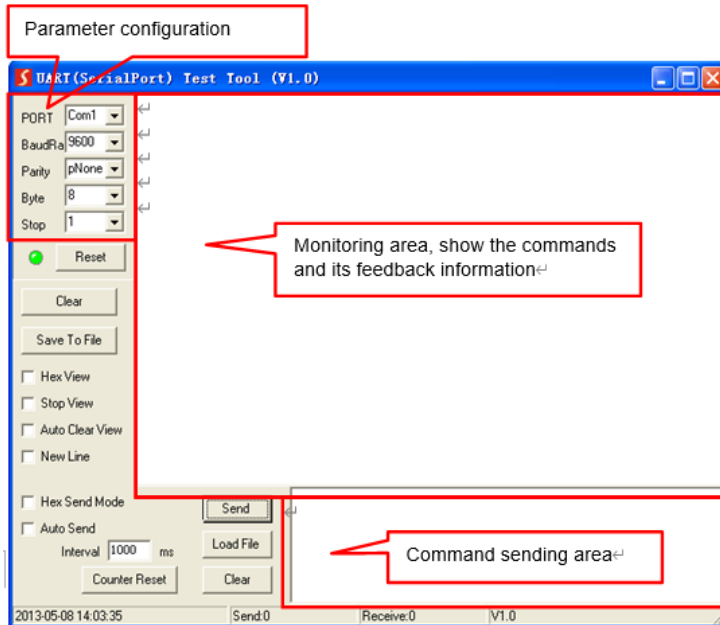 Parameter configuration
UART(SerialPort) Test Tool (V1.0)
PORT Com1
BaudRa 9600
Parity pNone
Byte 8
Stop 1
Reset
Monitoring area, show the commands
and its feedback information↵
Clear
Save To File
Hex View
Stop View
Auto Clear View
New Line
Hex Send Mode
Send
Auto Send
Interval 1000 ms
Load File
Command sending area↵
Counter Reset
Clear
2013-05-08 14:03:35 Send:0 Receive:0 V1.0